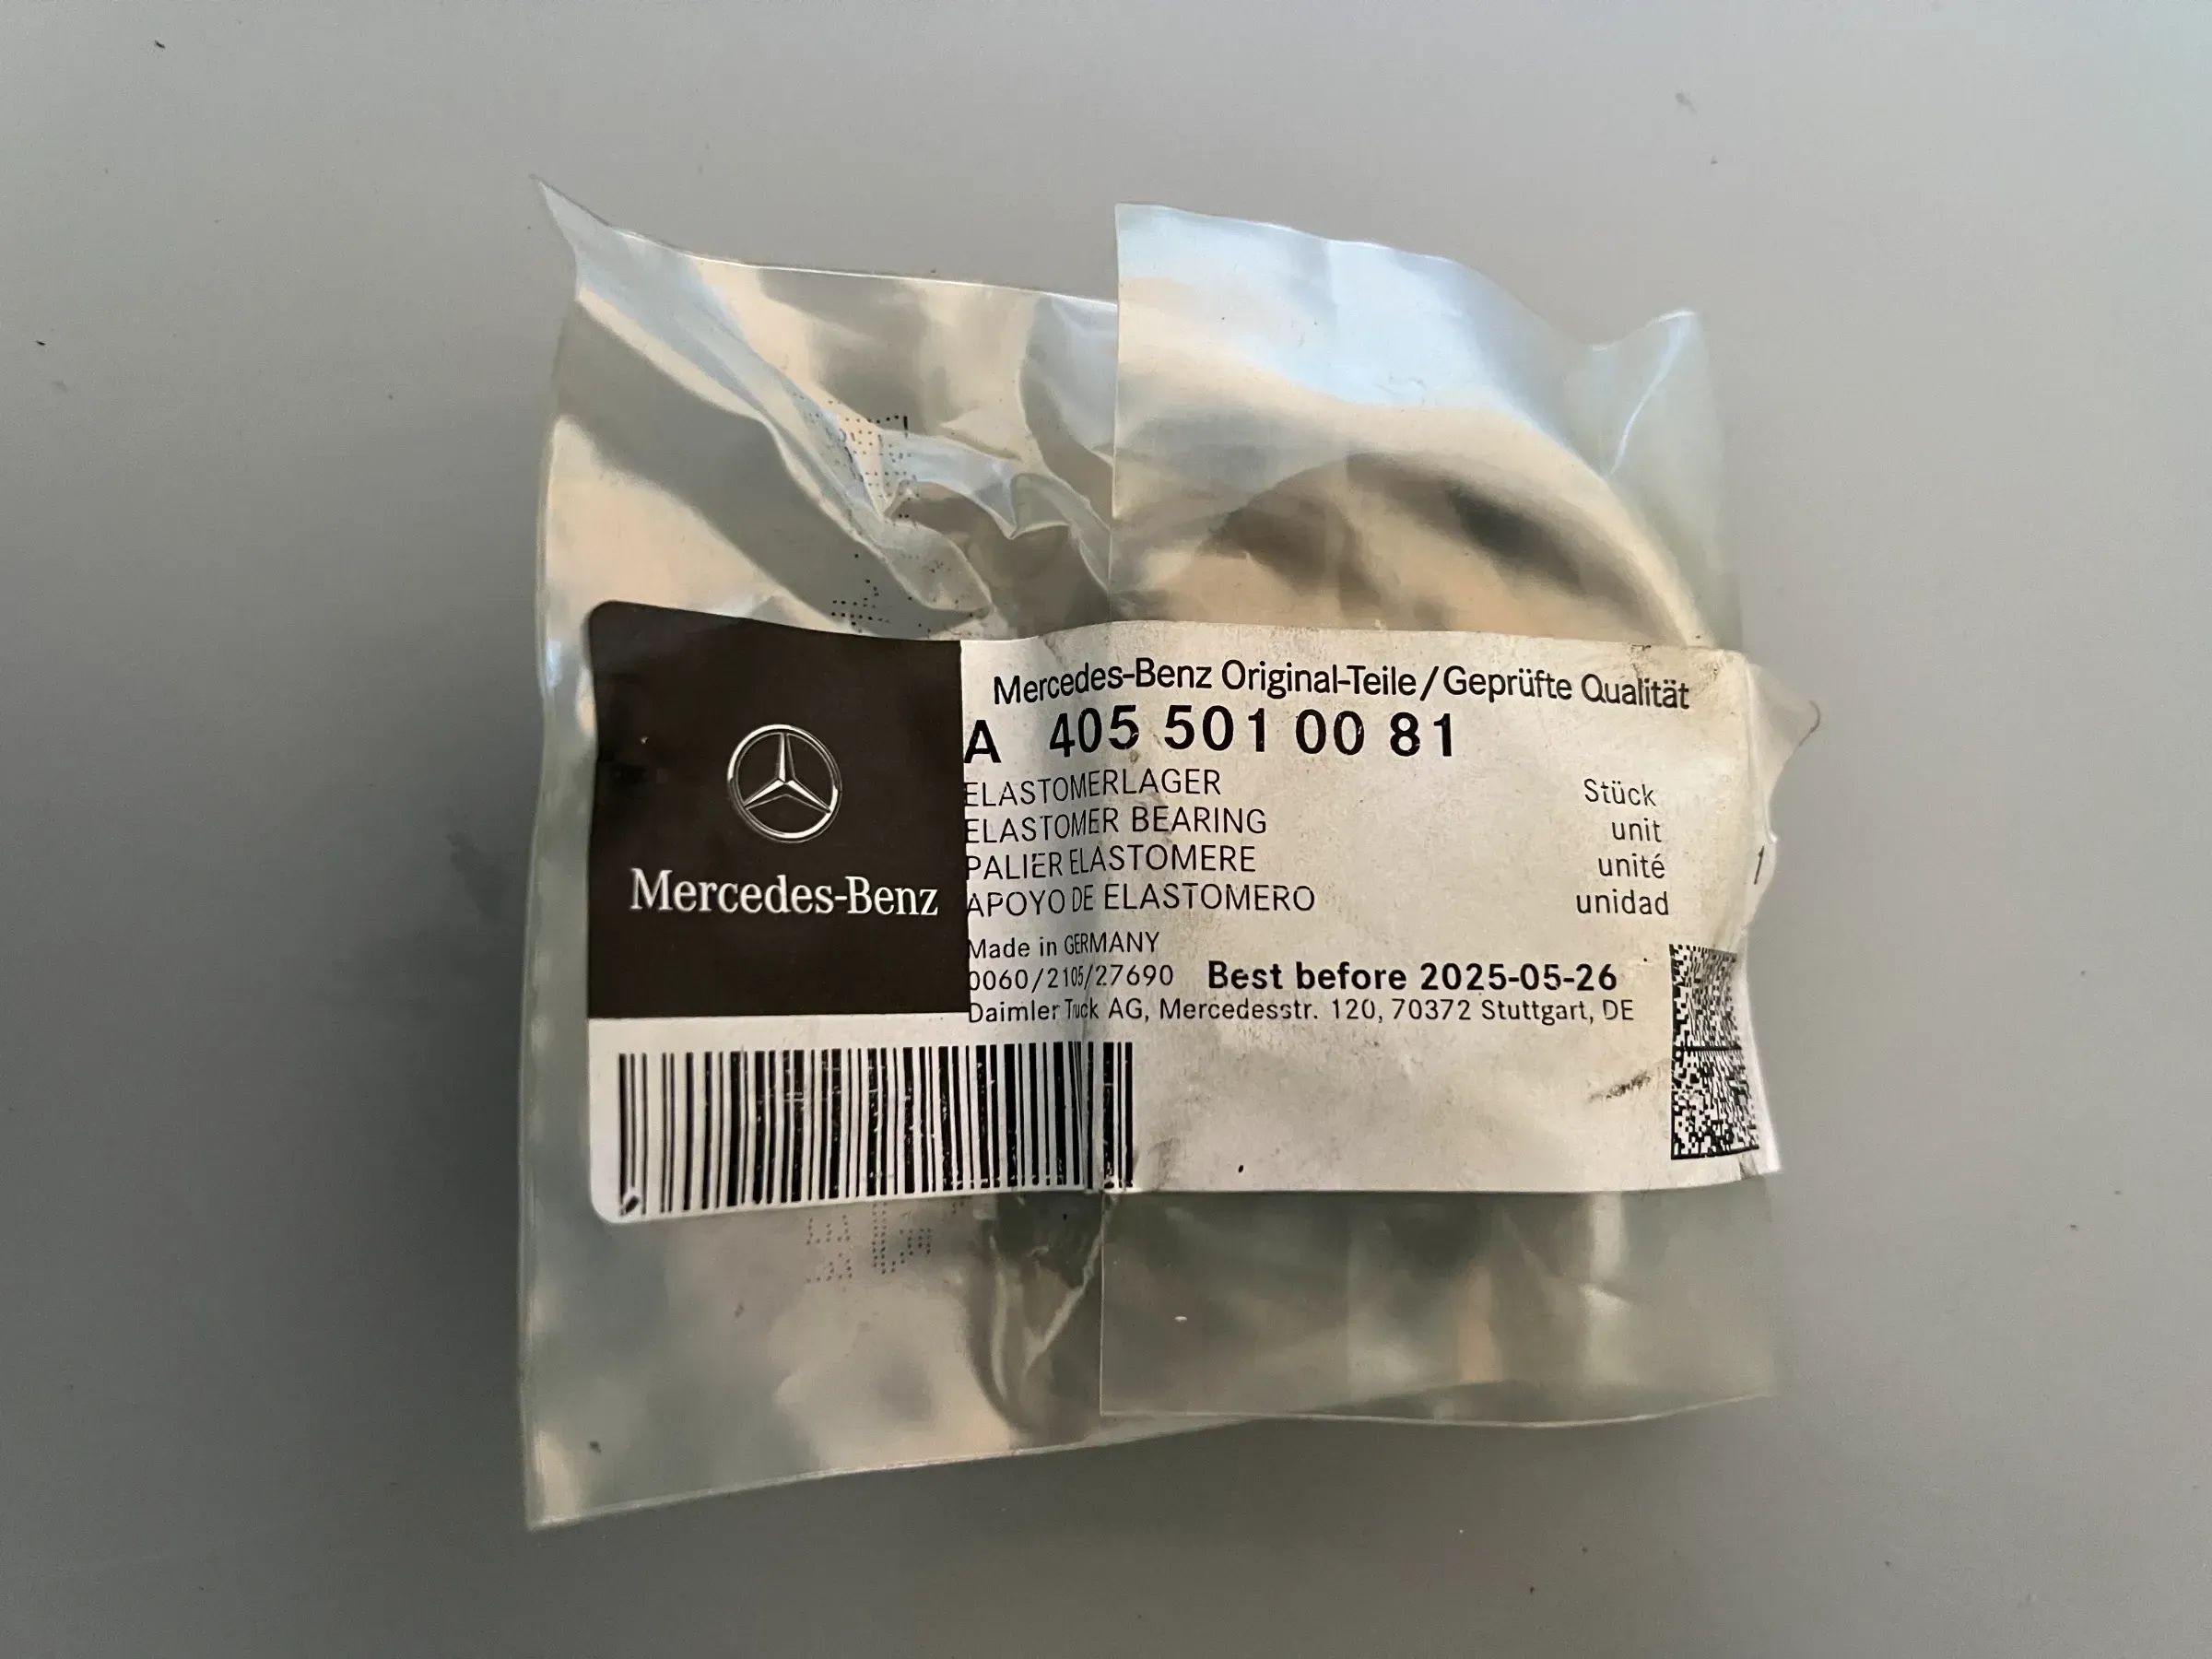 Mercedes-Benz
Mercedes-Benz Original-Teile/Geprüfte Qualität
A 405 501 00 81
ELASTOMERLAGER Stück
ELASTOMER BEARING unit
PALIER ELASTOMERE unité 1
APOYO DE ELASTOMERO unidad
Made in GERMANY
0060/2105/27690 Best before 2025-05-26
Daimler Truck AG, Mercedesstr. 120, 70372 Stuttgart, DE